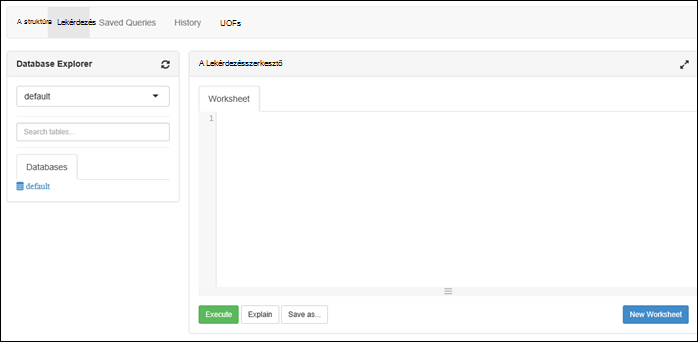 A struktúra Lekérdezés Saved Queries History UOFs
Database Explorer
default
Search tables...
Databases
default
A Lekérdezésszerkesztő
Worksheet
1
Execute Explain Save as... New Worksheet